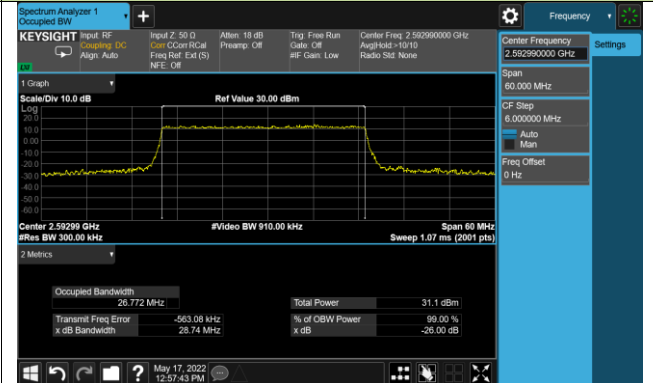 Spectrum Analyzer 1
Occupied BW
Frequency
KEYSIGHT
Input: RF
Coupling: DC
Align: Auto
Input Z: 50 Ω
Corr CCorr RCal
Freq Ref: Ext (S)
NFE: Off
Atten: 18 dB
Preamp: Off
Trig: Free Run
Gate: Off
#IF Gain: Low
Center Freq: 2.592990000 GHz
Avg|Hold:>10/10
Radio Std: None
Center Frequency
2.592990000 GHz
Settings
Span
60.000 MHz
CF Step
6.000000 MHz
Auto
Man
Freq Offset
0 Hz
1 Graph
Scale/Div 10.0 dB
Ref Value 30.00 dBm
Log
20.0
10.0
0.00
-10.0
-20.0
-30.0
-40.0
-50.0
-60.0
Center 2.59299 GHz
#Video BW 910.00 kHz
Span 60 MHz
#Res BW 300.00 kHz
Sweep 1.07 ms (2001 pts)
2 Metrics
Occupied Bandwidth
26.772 MHz
Total Power 31.1 dBm
Transmit Freq Error -563.08 kHz
% of OBW Power 99.00 %
x dB Bandwidth 28.74 MHz
x dB -26.00 dB
May 17, 2022
12:57:43 PM